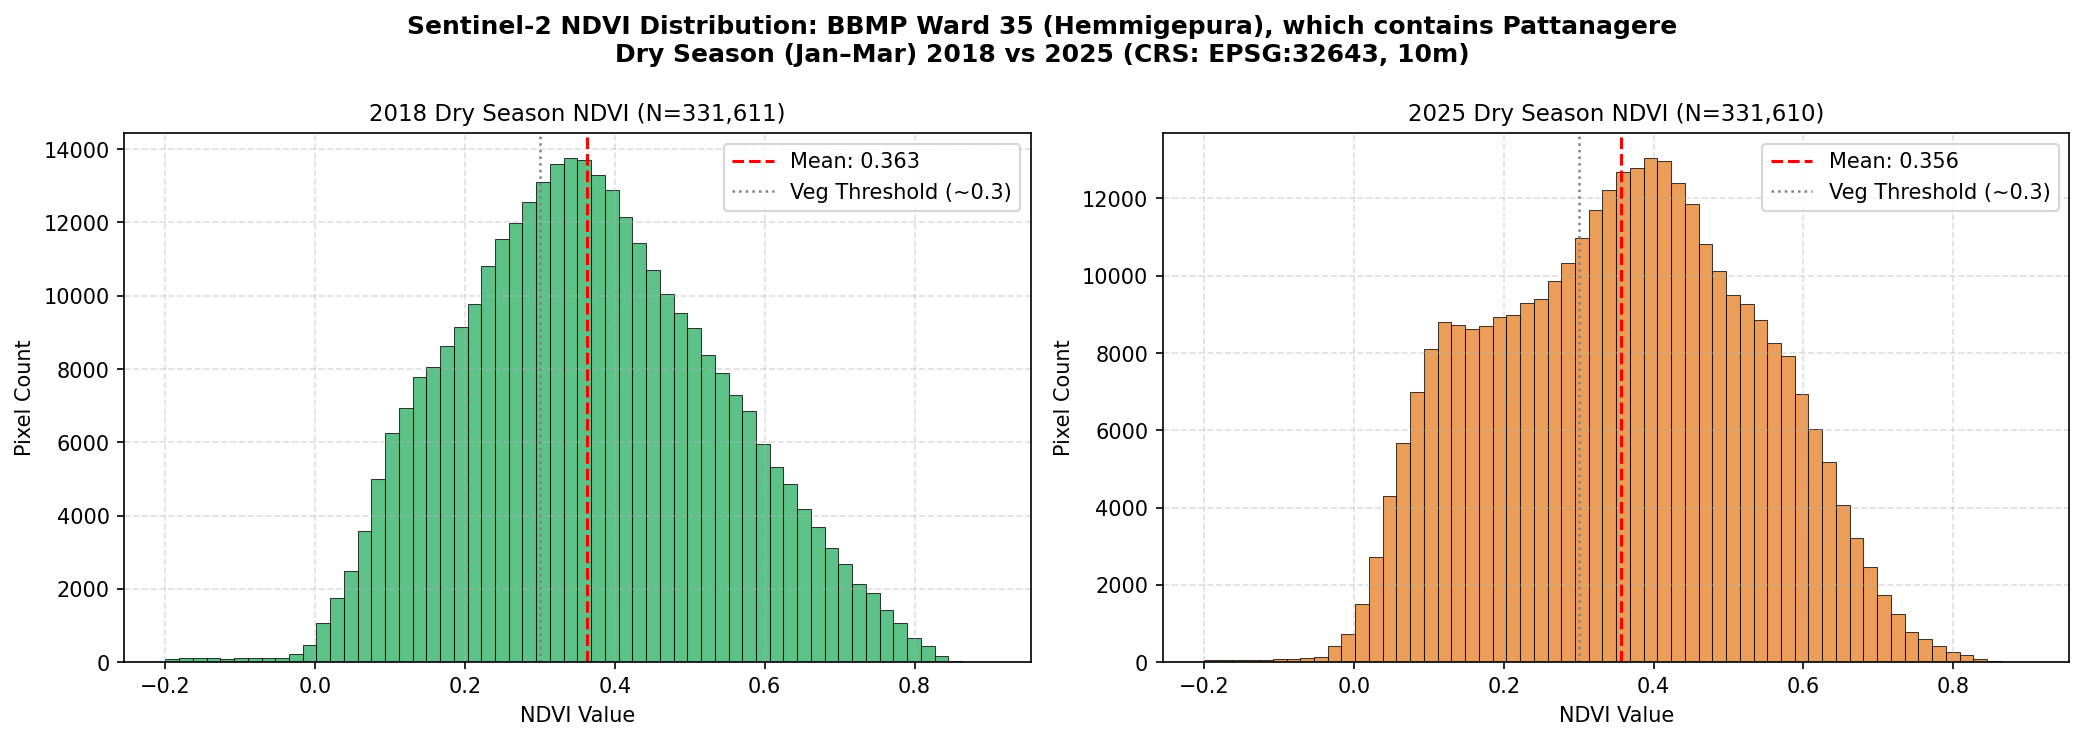 Sentinel-2 NDVI Distribution: BBMP Ward 35 (Hemmigepura), which contains Pattanagere
Dry Season (Jan–Mar) 2018 vs 2025 (CRS: EPSG:32643, 10m)
2018 Dry Season NDVI (N=331,611)
Mean: 0.363
Veg Threshold (~0.3)
Pixel Count
14000
12000
10000
8000
6000
4000
2000
0
−0.2
0.0
0.2
0.4
0.6
0.8
NDVI Value
2025 Dry Season NDVI (N=331,610)
Mean: 0.356
Veg Threshold (~0.3)
Pixel Count
12000
10000
8000
6000
4000
2000
0
−0.2
0.0
0.2
0.4
0.6
0.8
NDVI Value